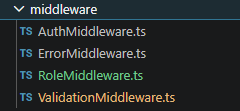 middleware
TS AuthMiddleware.ts
TS ErrorMiddleware.ts
TS RoleMiddleware.ts
TS ValidationMiddleware.ts